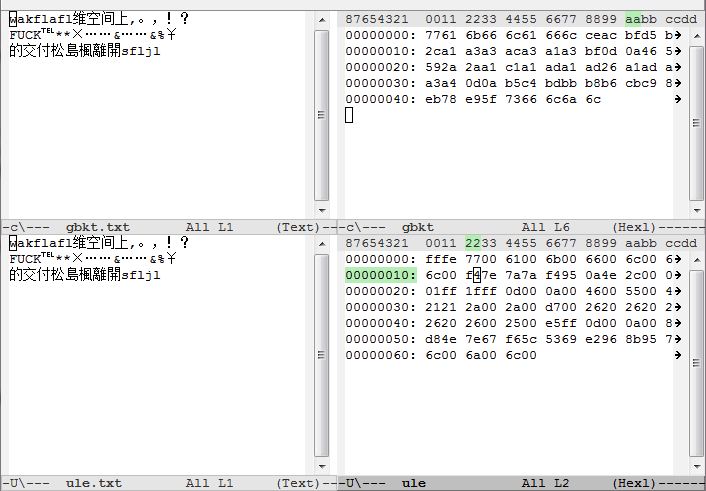 wakflafl维空间上,。，！？
FUCK℡**×……&……&%￥
的交付松島楓離開sfljl
-c\---  gbkt.txt       All L1     (Text)--
87654321  0011 2233 4455 6677 8899 aabb ccdd
00000000: 7761 6b66 6c61 666c ceac bfd5 b→
00000010: 2ca1 a3a3 aca3 a1a3 bf0d 0a46 5→
00000020: 592a 2aa1 c1a1 ada1 ad26 a1ad a→
00000030: a3a4 0d0a b5c4 bdbb b8b6 cbc9 8→
00000040: eb78 e95f 7366 6c6a 6c →
-c\---  gbkt           All L6     (Hexl)------
wakflafl维空间上,。，！？
FUCK℡**×……&……&%￥
的交付松島楓離開sfljl
-U\---  ule.txt        All L1     (Text)--
87654321  0011 2233 4455 6677 8899 aabb ccdd
00000000: fffe 7700 6100 6b00 6600 6c00 6→
00000010: 6c00 f47e 7a7a f495 0a4e 2c00 0→
00000020: 01ff 1fff 0d00 0a00 4600 5500 4→
00000030: 2121 2a00 2a00 d700 2620 2620 2→
00000040: 2620 2600 2500 e5ff 0d00 0a00 8→
00000050: d84e 7e67 f65c 5369 e296 8b95 7→
00000060: 6c00 6a00 6c00 →
-U\---  ule            All L2     (Hexl)------